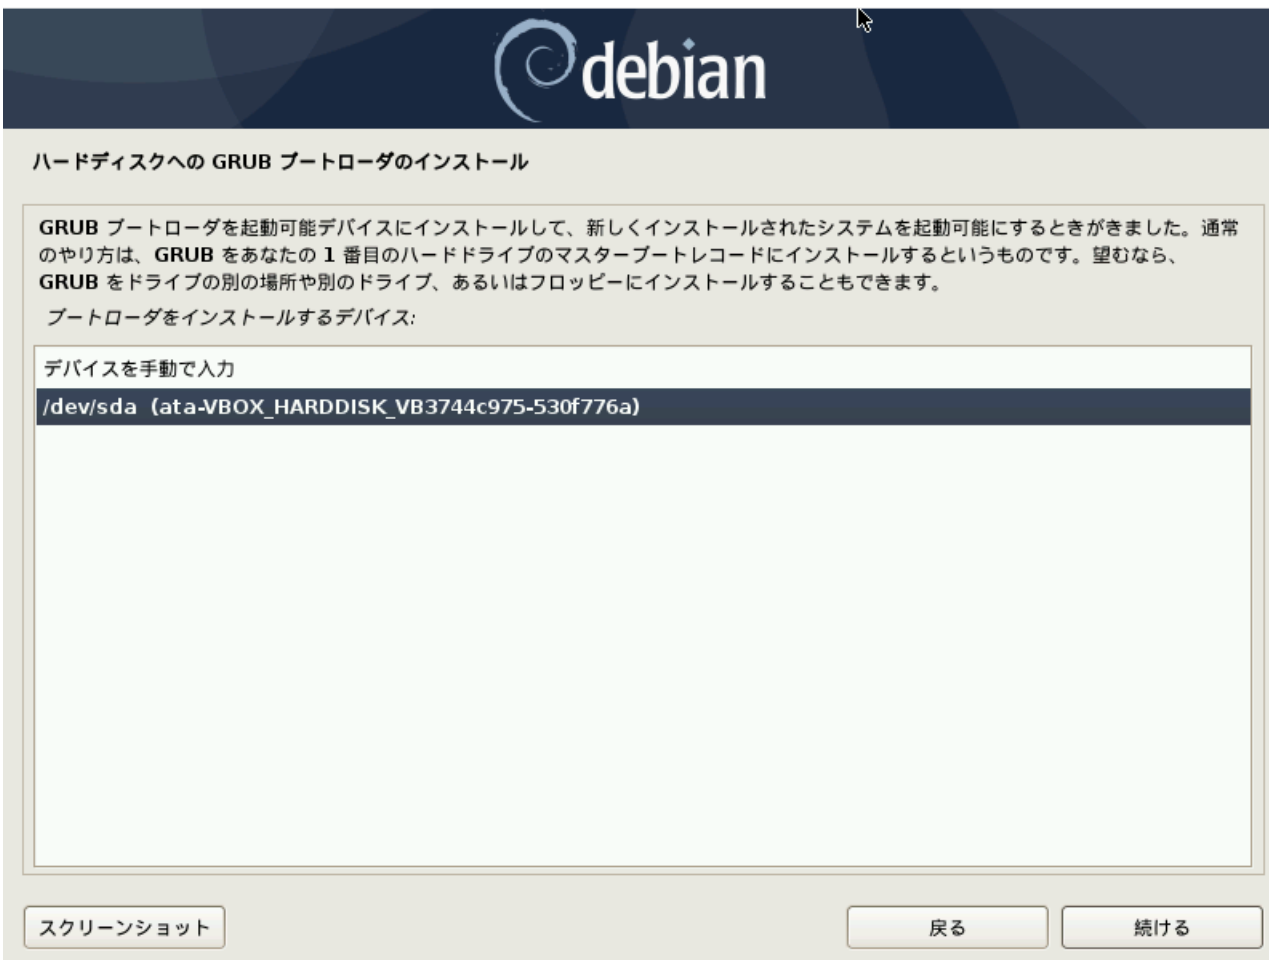 debian
ハードディスクへの GRUB ブートローダのインストール
GRUB ブートローダを起動可能デバイスにインストールして、新しくインストールされたシステムを起動可能にするときがきました。通常
のやり方は、GRUB をあなたの 1 番目のハードドライブのマスターブートレコードにインストールするというものです。望むなら、
GRUB をドライブの別の場所や別のドライブ、あるいはフロッピーにインストールすることもできます。
ブートローダをインストールするデバイス:
デバイスを手動で入力
/dev/sda (ata-VBOX_HARDDISK_VB3744c975-530f776a)
スクリーンショット
戻る
続ける